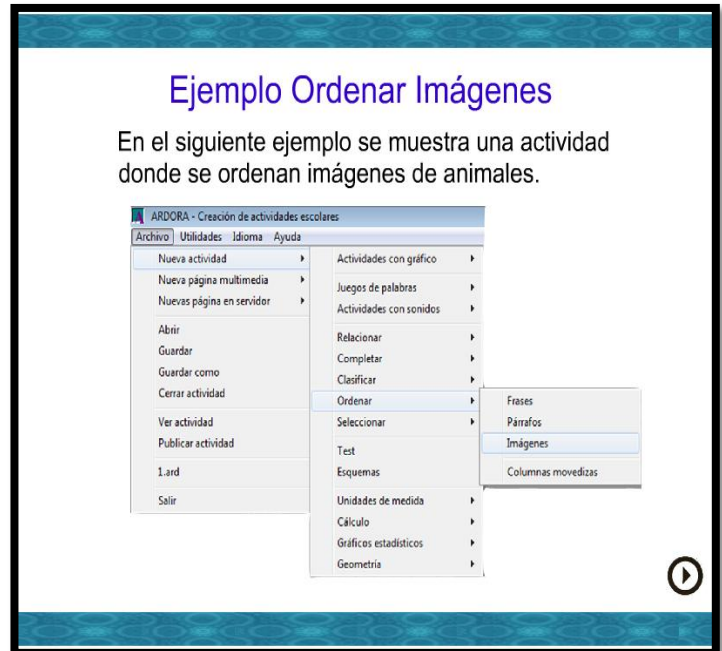 Ejemplo Ordenar Imágenes
En el siguiente ejemplo se muestra una actividad
donde se ordenan imágenes de animales.
ARDORA - Creación de actividades escolares
Archivo Utilidades Idioma Ayuda
Nueva actividad
Nueva página multimedia
Nuevas página en servidor
Abrir
Guardar
Guardar como
Cerrar actividad
Ver actividad
Publicar actividad
1.ard
Salir
Actividades con gráfico
Juegos de palabras
Actividades con sonidos
Relacionar
Completar
Clasificar
Ordenar
Seleccionar
Test
Esquemas
Unidades de medida
Cálculo
Gráficos estadísticos
Geometría
Frases
Párrafos
Imágenes
Columnas movedizas